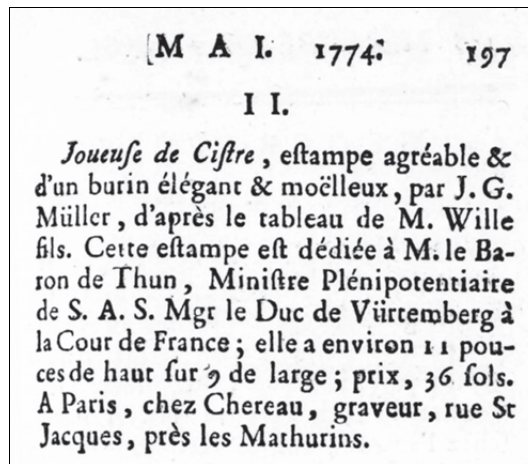 [M A I. 1774. 197
I I.
Joueuſe de Ciſtre, eſtampe agréable &
d'un burin élégant & moëlleux, par J. G.
Müller, d'après le tableau de M. Wille
fils. Cette eſtampe eſt dédiée à M. le Ba-
ron de Thun, Miniſtre Plénipotentiaire
de S. A. S. Mgr le Duc de Vürtemberg à
la Cour de France; elle a environ 11 pou-
ces de haut ſur 9 de large; prix, 36 ſols.
A Paris, chez Chereau, graveur, rue St
Jacques, près les Mathurins.